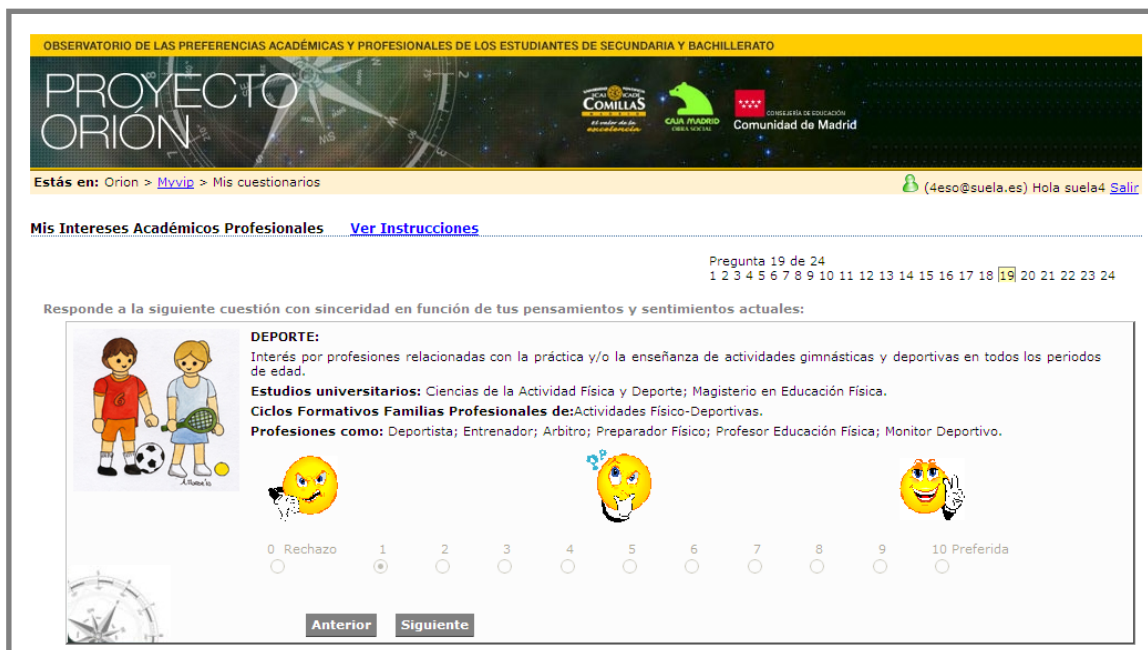 OBSERVATORIO DE LAS PREFERENCIAS ACADÉMICAS Y PROFESIONALES DE LOS ESTUDIANTES DE SECUNDARIA Y BACHILLERATO
PROYECTO
ORIÓN
COMILLAS
El valor de la
excelencia
CAJA MADRID
OBRA SOCIAL
CONSEJERÍA DE EDUCACIÓN
Comunidad de Madrid
Estás en: Orion > Myvip > Mis cuestionarios
(4eso@suela.es) Hola suela4 Salir
Mis Intereses Académicos Profesionales Ver Instrucciones
Pregunta 19 de 24
1 2 3 4 5 6 7 8 9 10 11 12 13 14 15 16 17 18 19 20 21 22 23 24
Responde a la siguiente cuestión con sinceridad en función de tus pensamientos y sentimientos actuales:
DEPORTE:
Interés por profesiones relacionadas con la práctica y/o la enseñanza de actividades gimnásticas y deportivas en todos los periodos
de edad.
Estudios universitarios: Ciencias de la Actividad Física y Deporte; Magisterio en Educación Física.
Ciclos Formativos Familias Profesionales de:Actividades Físico-Deportivas.
Profesiones como: Deportista; Entrenador; Arbitro; Preparador Físico; Profesor Educación Física; Monitor Deportivo.
0 Rechazo 1 2 3 4 5 6 7 8 9 10 Preferida
Anterior Siguiente